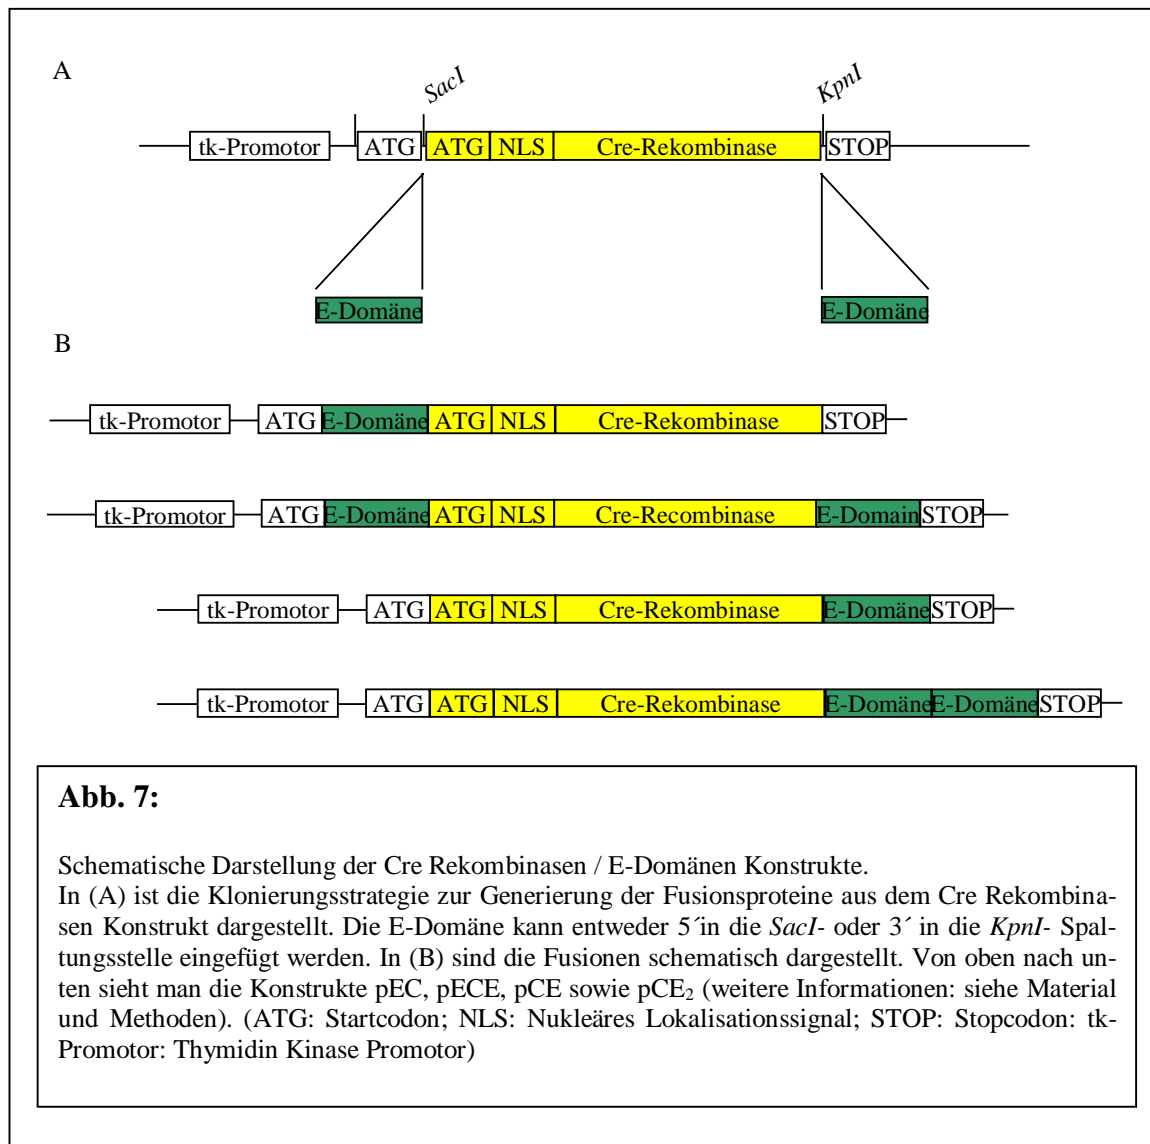 A
SacI
KpnI
tk-Promotor ATG ATG NLS Cre-Rekombinase STOP
E-Domäne E-Domäne
B
tk-Promotor ATG E-Domäne ATG NLS Cre-Rekombinase STOP
tk-Promotor ATG E-Domäne ATG NLS Cre-Recombinase E-Domain STOP
tk-Promotor ATG ATG NLS Cre-Rekombinase E-Domäne STOP
tk-Promotor ATG ATG NLS Cre-Rekombinase E-Domäne E-Domäne STOP
Abb. 7:
Schematische Darstellung der Cre Rekombinasen / E-Domänen Konstrukte.
In (A) ist die Klonierungsstrategie zur Generierung der Fusionsproteine aus dem Cre Rekombina-
sen Konstrukt dargestellt. Die E-Domäne kann entweder 5´in die SacI- oder 3´ in die KpnI- Spal-
tungsstelle eingefügt werden. In (B) sind die Fusionen schematisch dargestellt. Von oben nach un-
ten sieht man die Konstrukte pEC, pECE, pCE sowie pCE₂ (weitere Informationen: siehe Material
und Methoden). (ATG: Startcodon; NLS: Nukleäres Lokalisationssignal; STOP: Stopcodon: tk-
Promotor: Thymidin Kinase Promotor)